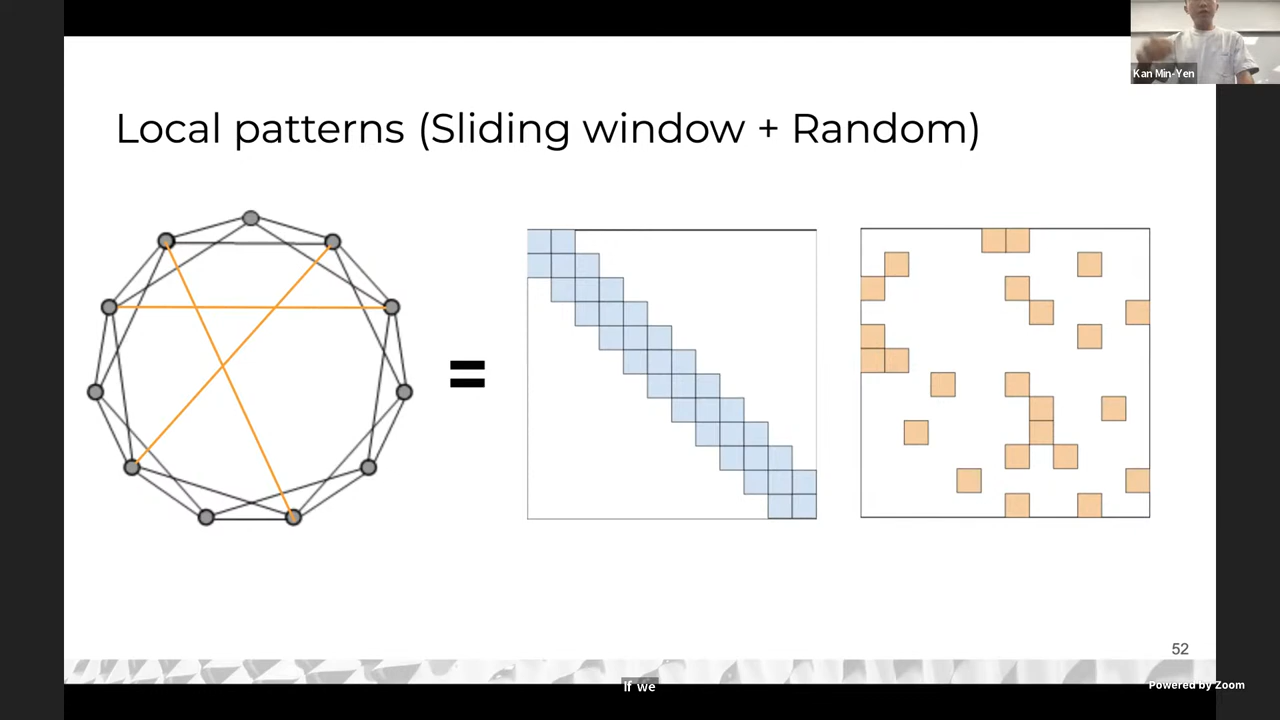 Kan Min-Yen
Local patterns (Sliding window + Random)
=
52
If we
Powered by Zoom